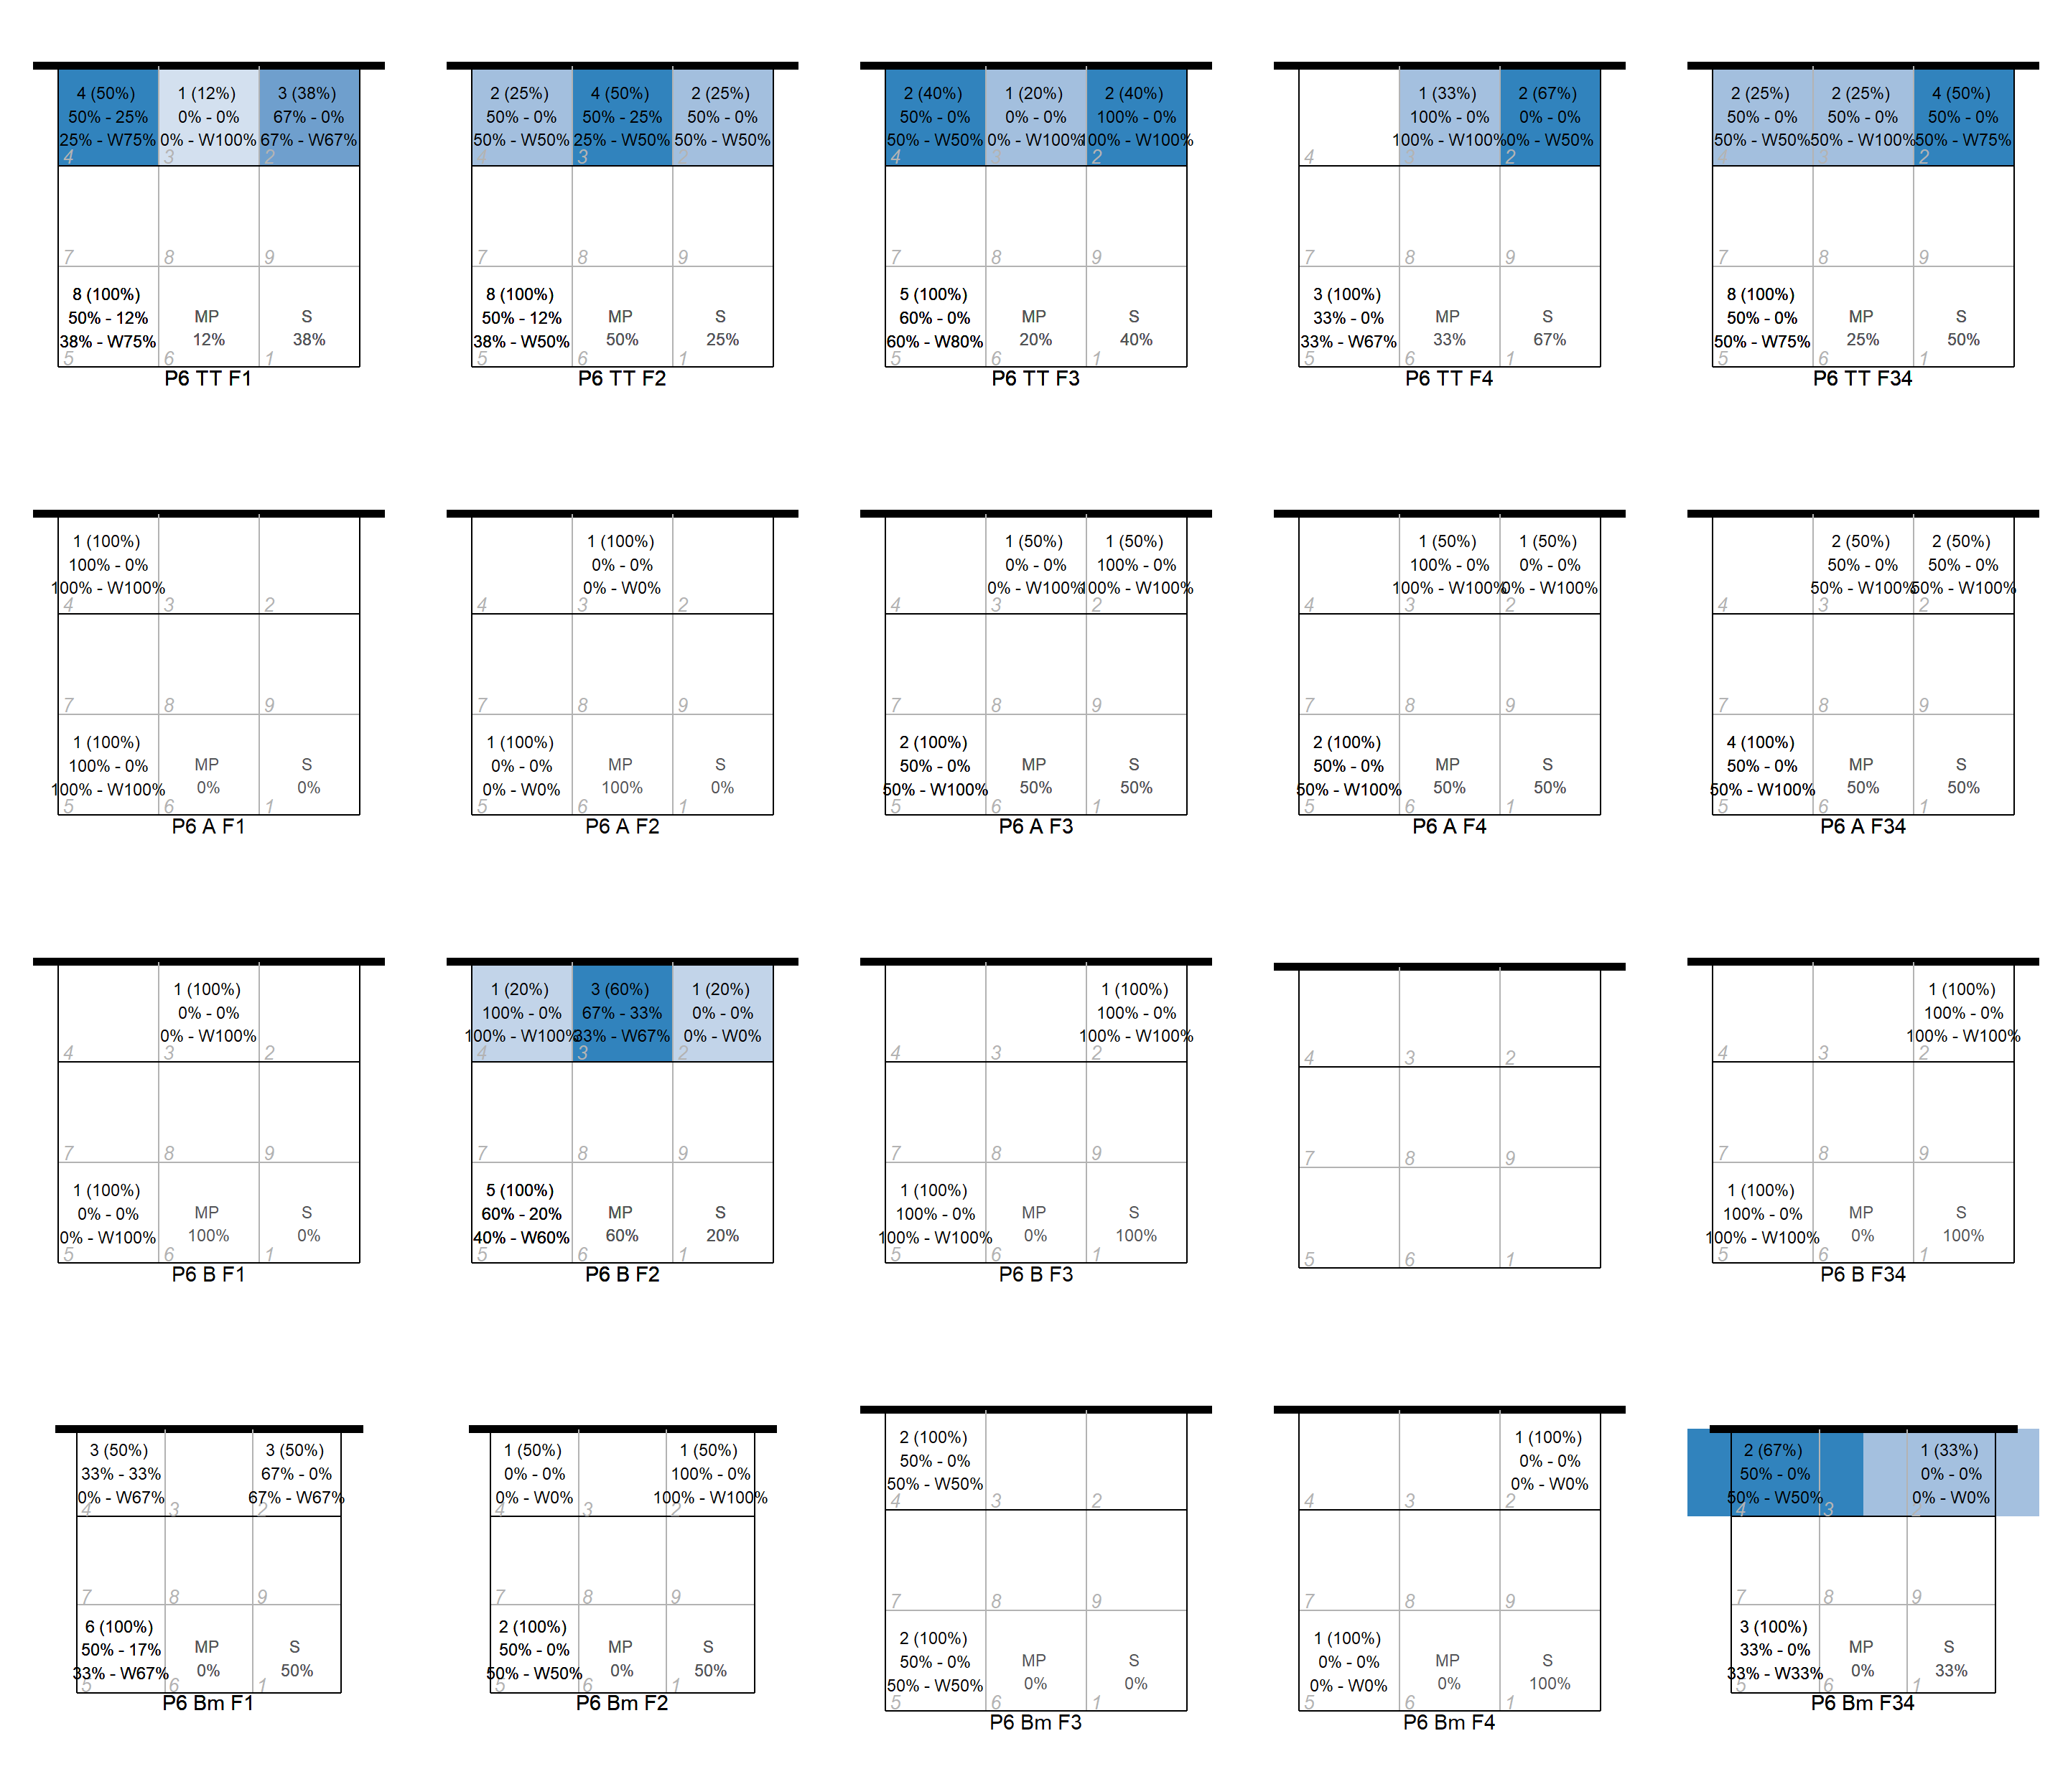 4 (50%) 1 (12%) 3 (38%)
50% - 25% 0% - 0% 67% - 0%
25% - W75% 0% - W100% 67% - W67%
4 3 2
7 8 9
8 (100%)
50% - 12% MP S
38% - W75% 12% 38%
5 6 1
P6 TT F1
2 (25%) 4 (50%) 2 (25%)
50% - 0% 50% - 25% 50% - 0%
50% - W50% 25% - W50% 50% - W50%
4 3 2
7 8 9
8 (100%)
50% - 12% MP S
38% - W50% 50% 25%
5 6 1
P6 TT F2
2 (40%) 1 (20%) 2 (40%)
50% - 0% 0% - 0% 100% - 0%
50% - W50% 0% - W100% 100% - W100%
4 3 2
7 8 9
5 (100%)
60% - 0% MP S
60% - W80% 20% 40%
5 6 1
P6 TT F3
1 (33%) 2 (67%)
100% - 0% 0% - 0%
100% - W100% 0% - W50%
4 3 2
7 8 9
3 (100%)
33% - 0% MP S
33% - W67% 33% 67%
5 6 1
P6 TT F4
2 (25%) 2 (25%) 4 (50%)
50% - 0% 50% - 0% 50% - 0%
50% - W50% 50% - W100% 50% - W75%
4 3 2
7 8 9
8 (100%)
50% - 0% MP S
50% - W75% 25% 50%
5 6 1
P6 TT F34
1 (100%)
100% - 0%
100% - W100%
4 3 2
7 8 9
1 (100%)
100% - 0% MP S
100% - W100% 0% 0%
5 6 1
P6 A F1
1 (100%)
0% - 0%
0% - W0%
4 3 2
7 8 9
1 (100%)
0% - 0% MP S
0% - W0% 100% 0%
5 6 1
P6 A F2
1 (50%) 1 (50%)
0% - 0% 100% - 0%
0% - W100% 100% - W100%
4 3 2
7 8 9
2 (100%)
50% - 0% MP S
50% - W100% 50% 50%
5 6 1
P6 A F3
1 (50%) 1 (50%)
100% - 0% 0% - 0%
100% - W100% 0% - W100%
4 3 2
7 8 9
2 (100%)
50% - 0% MP S
50% - W100% 50% 50%
5 6 1
P6 A F4
2 (50%) 2 (50%)
50% - 0% 50% - 0%
50% - W100% 50% - W100%
4 3 2
7 8 9
4 (100%)
50% - 0% MP S
50% - W100% 50% 50%
5 6 1
P6 A F34
1 (100%)
0% - 0%
0% - W100%
4 3 2
7 8 9
1 (100%)
0% - 0% MP S
0% - W100% 100% 0%
5 6 1
P6 B F1
1 (20%) 3 (60%) 1 (20%)
100% - 0% 67% - 33% 0% - 0%
100% - W100% 33% - W67% 0% - W0%
4 3 2
7 8 9
5 (100%)
60% - 20% MP S
40% - W60% 60% 20%
5 6 1
P6 B F2
1 (100%)
100% - 0%
100% - W100%
4 3 2
7 8 9
1 (100%)
100% - 0% MP S
100% - W100% 0% 100%
5 6 1
P6 B F3
4 3 2
7 8 9
5 6 1
1 (100%)
100% - 0%
100% - W100%
4 3 2
7 8 9
1 (100%)
100% - 0% MP S
100% - W100% 0% 100%
5 6 1
P6 B F34
3 (50%) 3 (50%)
33% - 33% 67% - 0%
0% - W67% 67% - W67%
4 3 2
7 8 9
6 (100%)
50% - 17% MP S
33% - W67% 0% 50%
5 6 1
P6 Bm F1
1 (50%) 1 (50%)
0% - 0% 100% - 0%
0% - W0% 100% - W100%
4 3 2
7 8 9
2 (100%)
50% - 0% MP S
50% - W50% 0% 50%
5 6 1
P6 Bm F2
2 (100%)
50% - 0%
50% - W50%
4 3 2
7 8 9
2 (100%)
50% - 0% MP S
50% - W50% 0% 0%
5 6 1
P6 Bm F3
1 (100%)
0% - 0%
0% - W0%
4 3 2
7 8 9
1 (100%)
0% - 0% MP S
0% - W0% 0% 100%
5 6 1
P6 Bm F4
2 (67%) 1 (33%)
50% - 0% 0% - 0%
50% - W50% 0% - W0%
4 3 2
7 8 9
3 (100%)
33% - 0% MP S
33% - W33% 0% 33%
5 6 1
P6 Bm F34